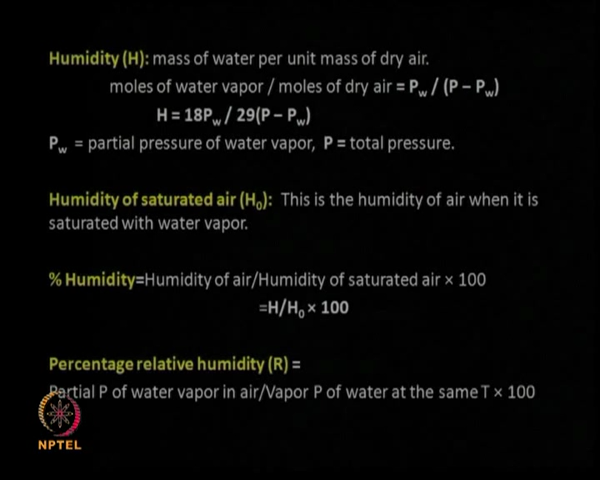 Humidity (H): mass of water per unit mass of dry air.
moles of water vapor / moles of dry air = Pw / (P – Pw)
H = 18Pw / 29(P – Pw)
Pw = partial pressure of water vapor, P = total pressure.
Humidity of saturated air (H0): This is the humidity of air when it is
saturated with water vapor.
% Humidity=Humidity of air/Humidity of saturated air × 100
=H/H0 × 100
Percentage relative humidity (R) =
Partial P of water vapor in air/Vapor P of water at the same T × 100
NPTEL